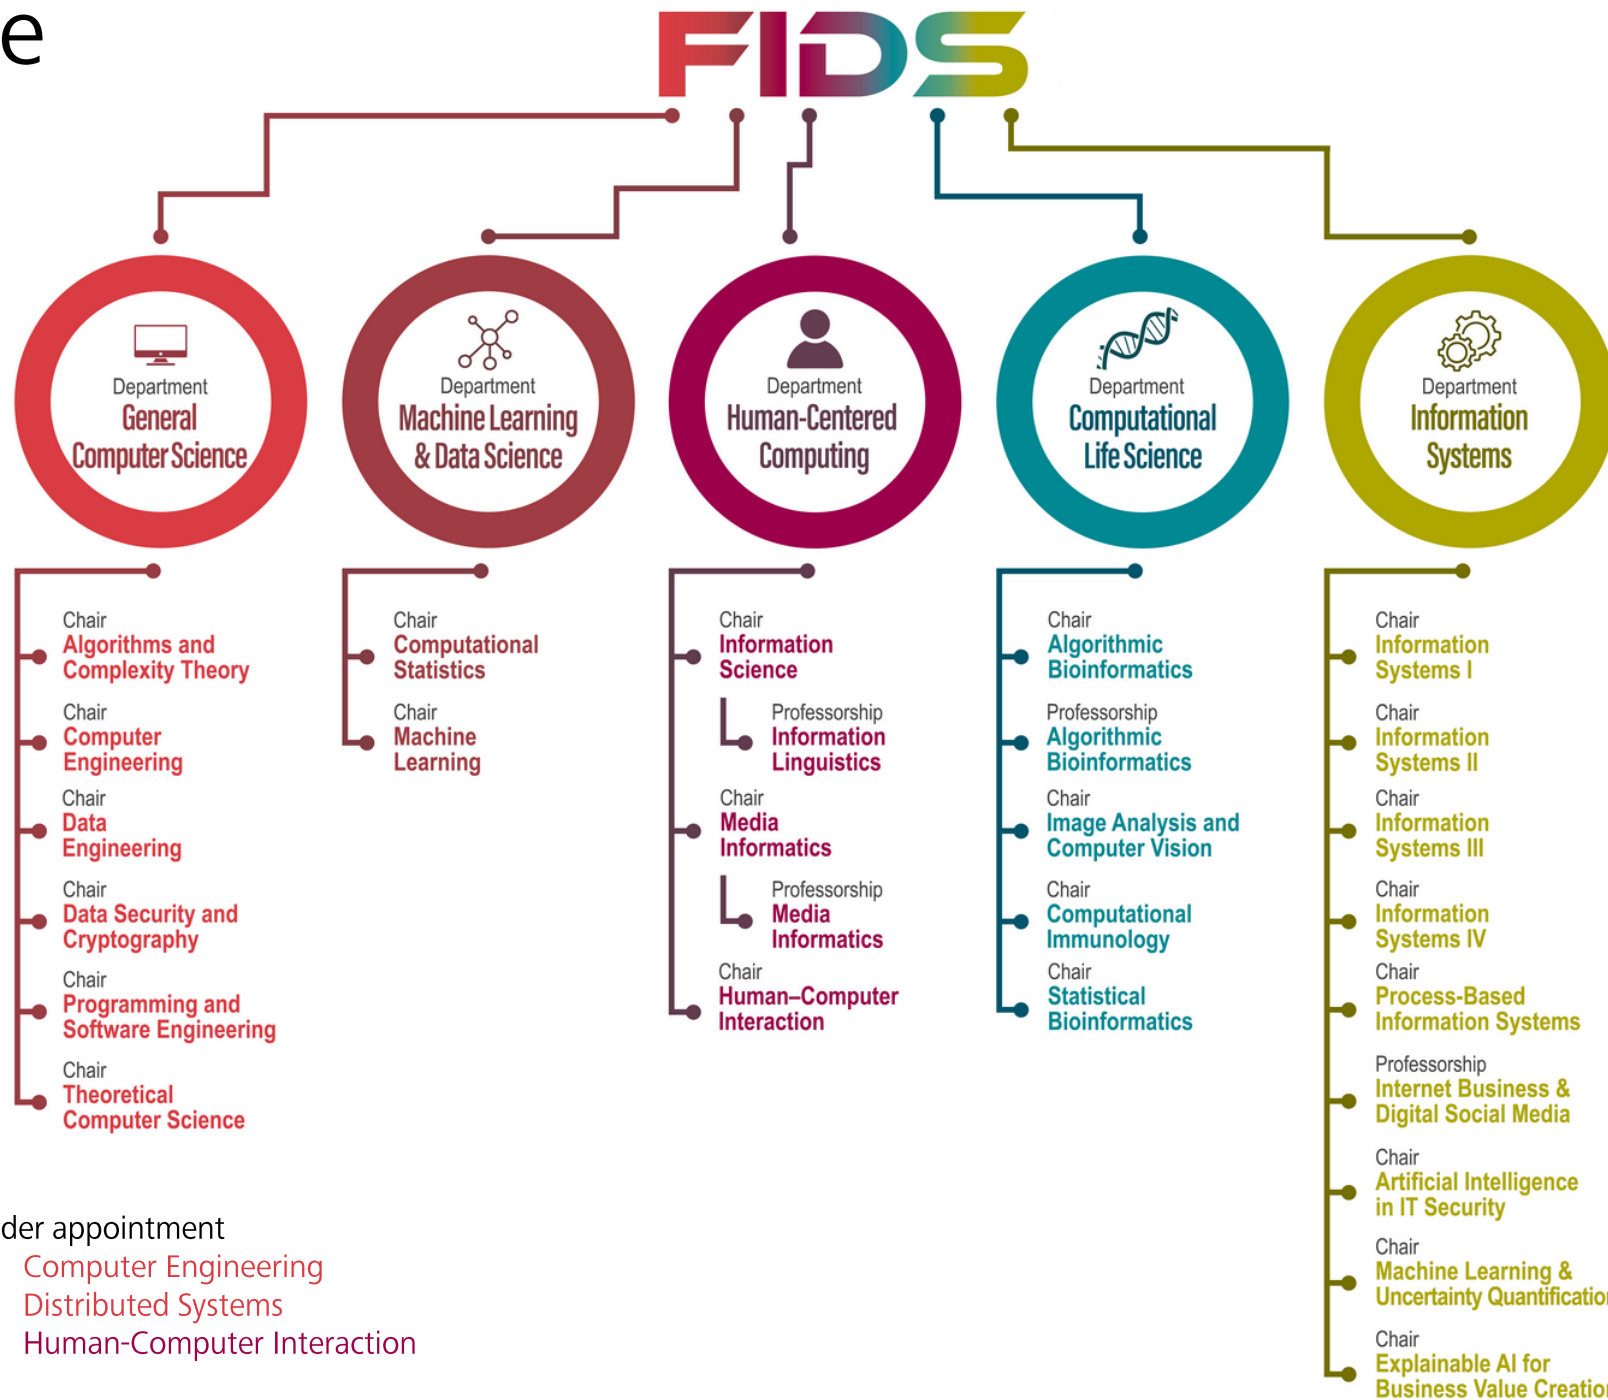 e
FIDS
Department
General
Computer Science
Chair
Algorithms and
Complexity Theory
Chair
Computer
Engineering
Chair
Data
Engineering
Chair
Data Security and
Cryptography
Chair
Programming and
Software Engineering
Chair
Theoretical
Computer Science
Department
Machine Learning
& Data Science
Chair
Computational
Statistics
Chair
Machine
Learning
Department
Human-Centered
Computing
Chair
Information
Science
Professorship
Information
Linguistics
Chair
Media
Informatics
Professorship
Media
Informatics
Chair
Human–Computer
Interaction
Department
Computational
Life Science
Chair
Algorithmic
Bioinformatics
Professorship
Algorithmic
Bioinformatics
Chair
Image Analysis and
Computer Vision
Chair
Computational
Immunology
Chair
Statistical
Bioinformatics
Department
Information
Systems
Chair
Information
Systems I
Chair
Information
Systems II
Chair
Information
Systems III
Chair
Information
Systems IV
Chair
Process-Based
Information Systems
Professorship
Internet Business &
Digital Social Media
Chair
Artificial Intelligence
in IT Security
Chair
Machine Learning &
Uncertainty Quantification
Chair
Explainable AI for
Business Value Creation
der appointment
Computer Engineering
Distributed Systems
Human-Computer Interaction